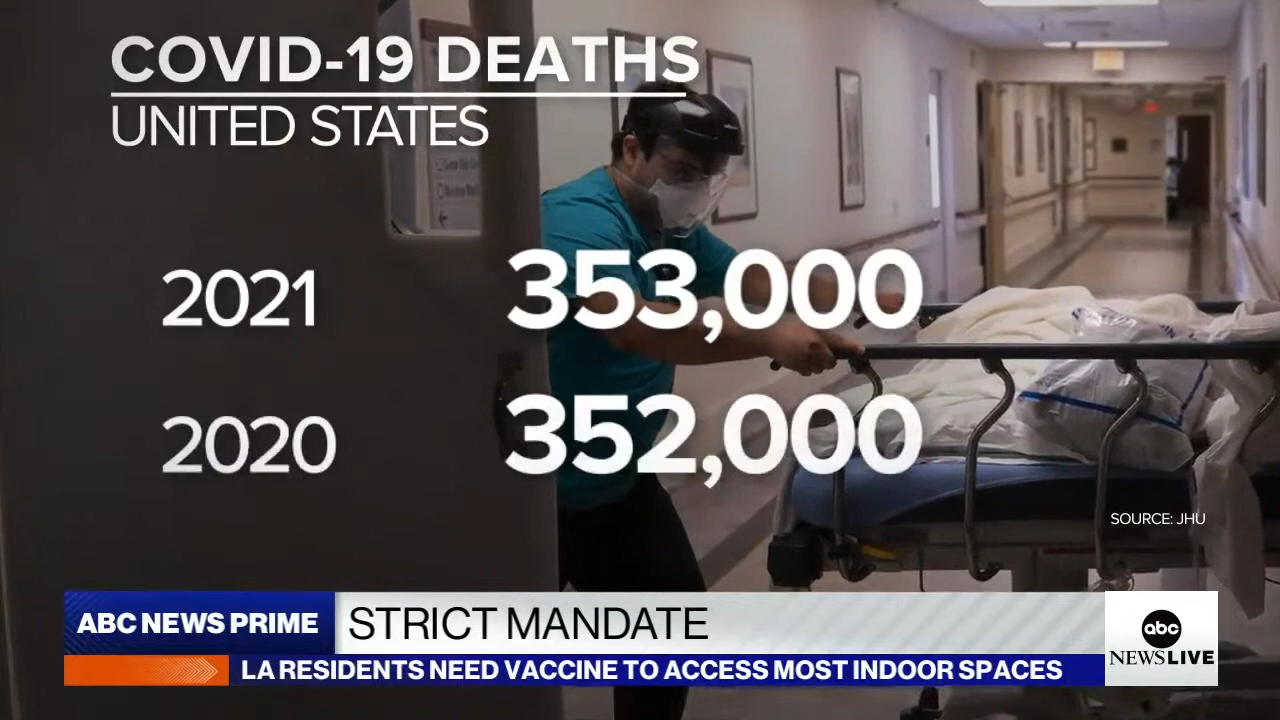 COVID-19 DEATHS
UNITED STATES
2021 353,000
2020 352,000
SOURCE: JHU
ABC NEWS PRIME STRICT MANDATE
LA RESIDENTS NEED VACCINE TO ACCESS MOST INDOOR SPACES
abc
NEWSLIVE